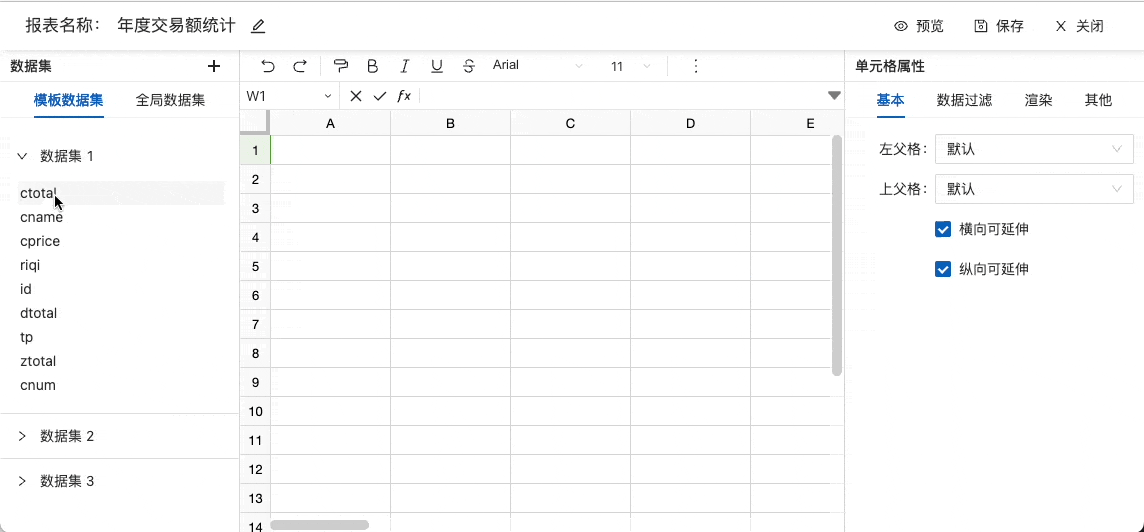 报表名称： 年度交易额统计
预览 保存 关闭
数据集
模板数据集 全局数据集
数据集 1
ctotal
cname
cprice
riqi
id
dtotal
tp
ztotal
cnum
数据集 2
数据集 3
B I U S Arial 11
W1 fx
A B C D E
1
2
3
4
5
6
7
8
9
10
11
12
13
14
单元格属性
基本 数据过滤 渲染 其他
左父格： 默认
上父格： 默认
横向可延伸
纵向可延伸